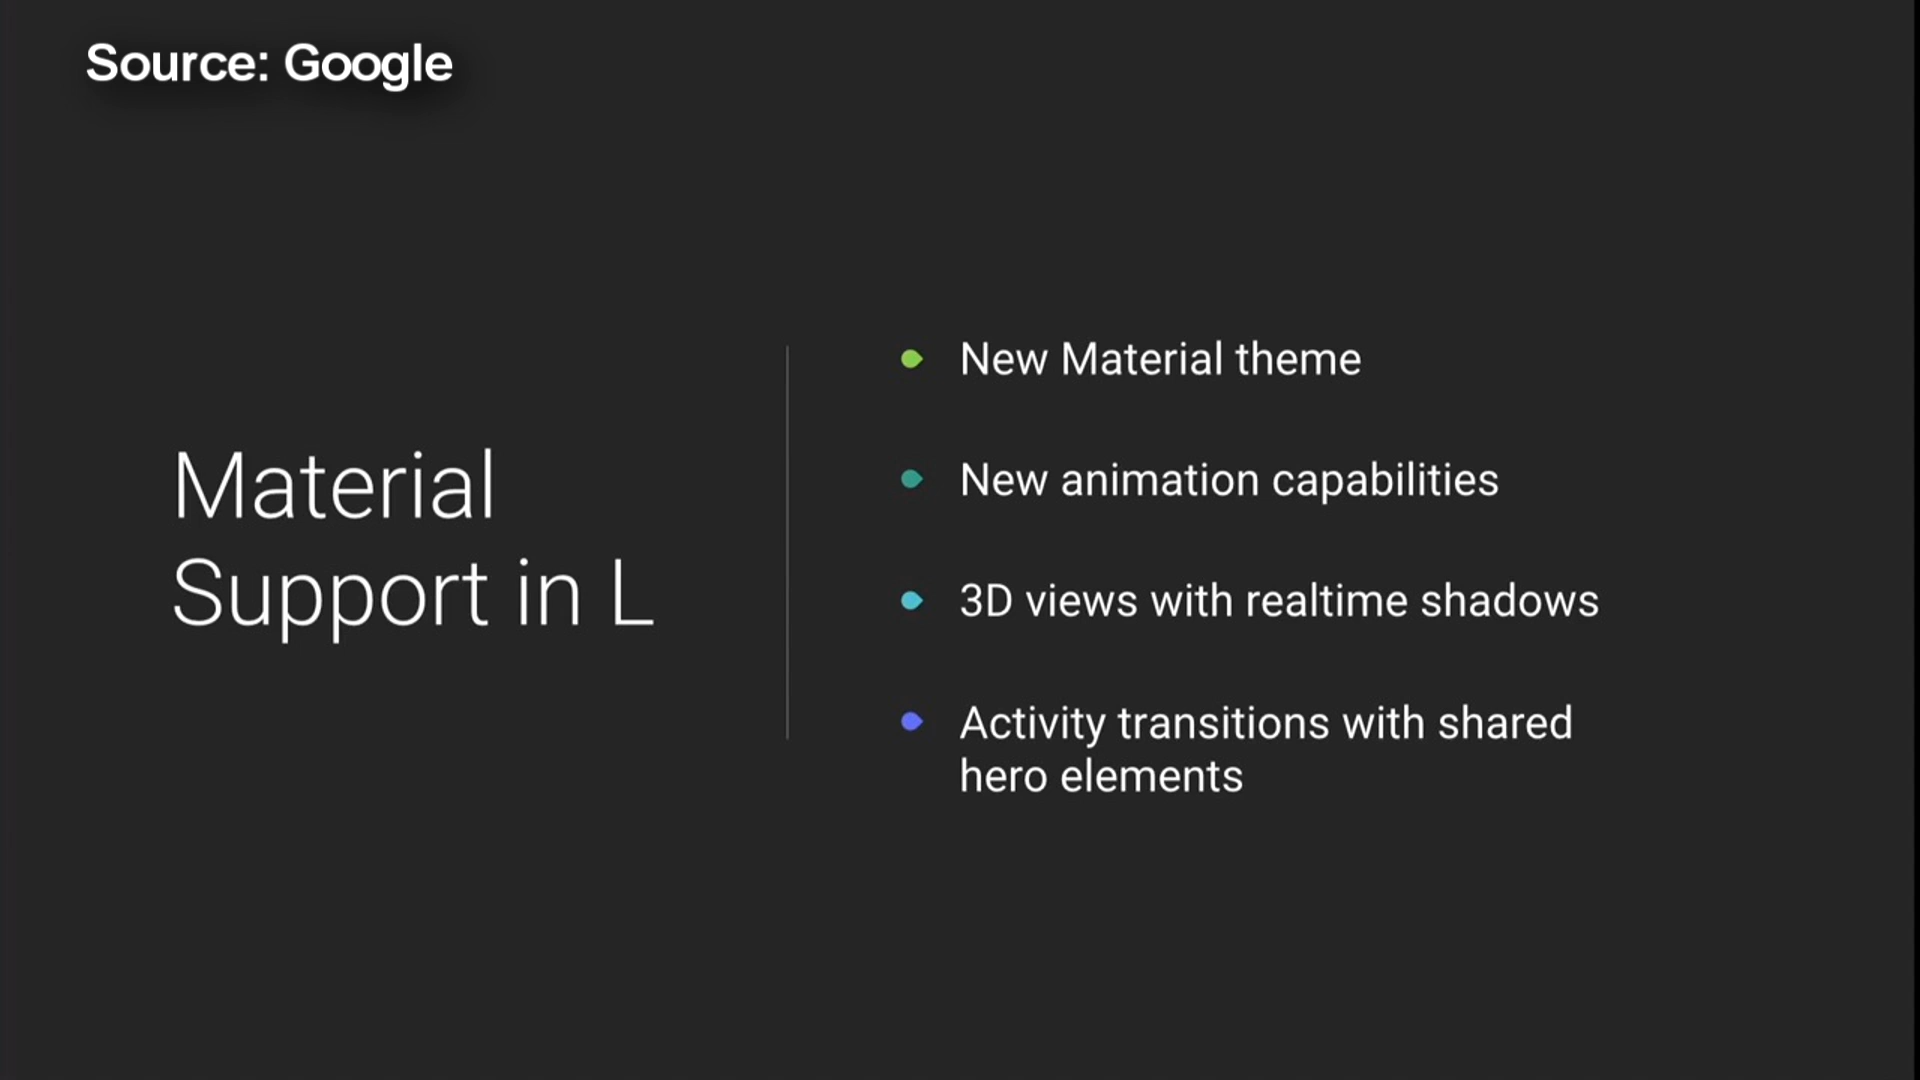 Source: Google
Material
Support in L
New Material theme
New animation capabilities
3D views with realtime shadows
Activity transitions with shared
hero elements